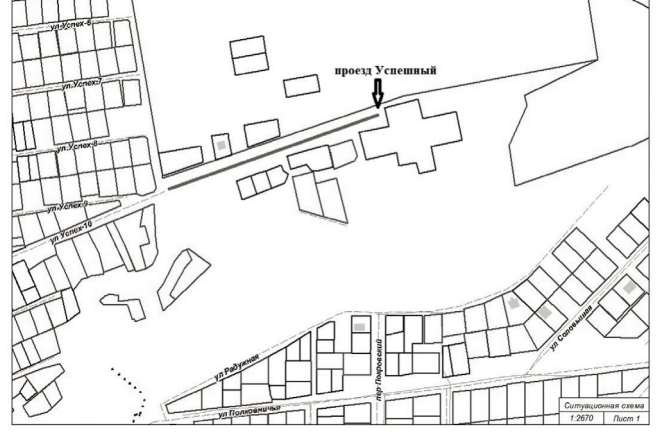 ул.Успех-6
проезд Успешный
ул.Успех-7
ул.Успех-8
ул.Успех-9
ул.Успех-10
ул Радужная
пер Покровский
ул Соловьиная
ул Полковничья
Ситуационная схема
1:2670 Лист 1